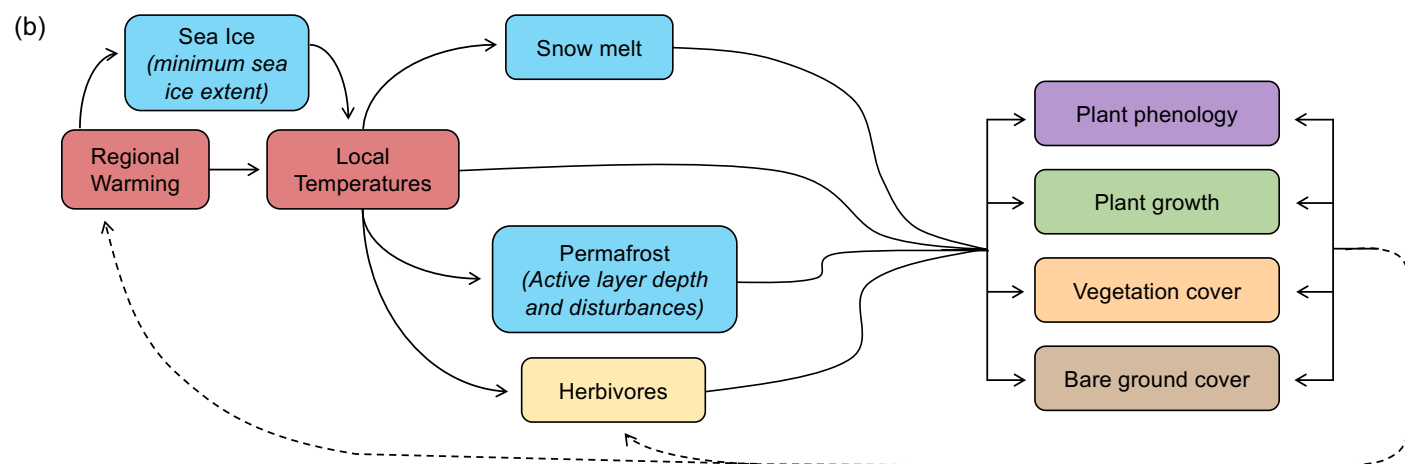 (b)
Sea Ice
(minimum sea
ice extent)
Snow melt
Regional
Warming
Local
Temperatures
Permafrost
(Active layer depth
and disturbances)
Herbivores
Plant phenology
Plant growth
Vegetation cover
Bare ground cover